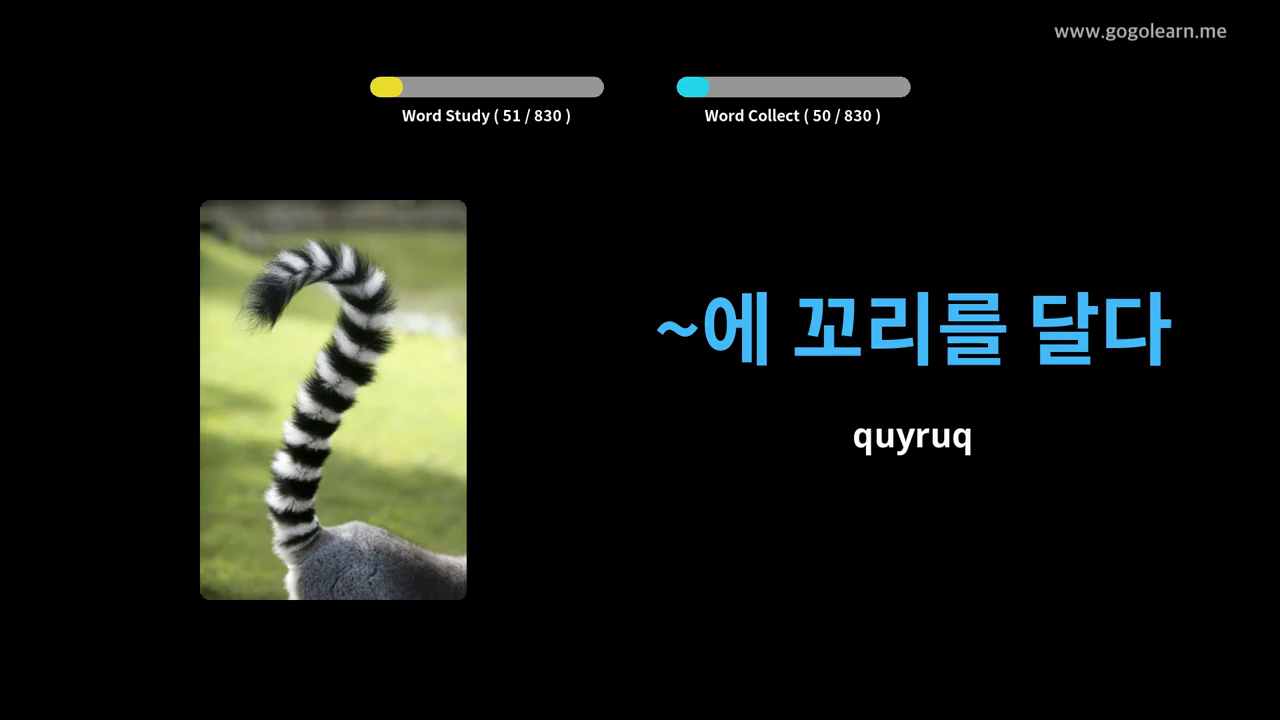 www.gogolearn.me
Word Study ( 51 / 830 )
Word Collect ( 50 / 830 )
~에 꼬리를 달다
quyruq